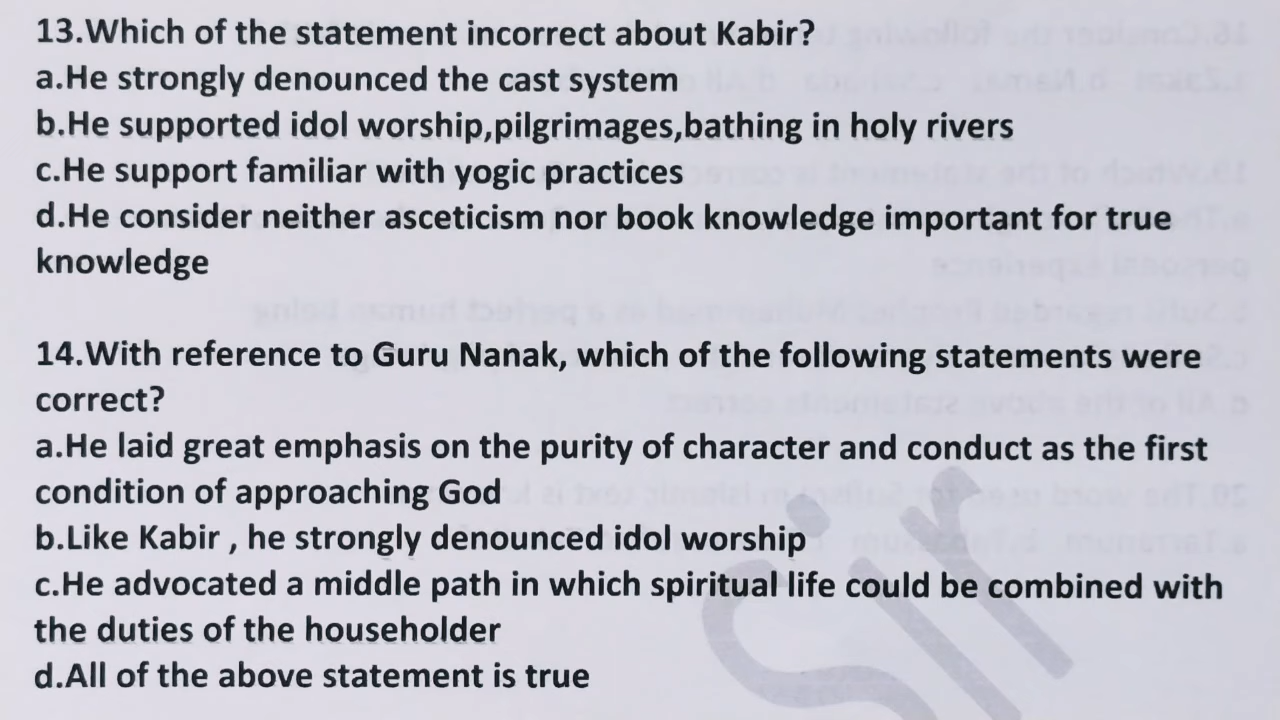 13.Which of the statement incorrect about Kabir?
a.He strongly denounced the cast system
b.He supported idol worship,pilgrimages,bathing in holy rivers
c.He support familiar with yogic practices
d.He consider neither asceticism nor book knowledge important for true
knowledge
14.With reference to Guru Nanak, which of the following statements were
correct?
a.He laid great emphasis on the purity of character and conduct as the first
condition of approaching God
b.Like Kabir , he strongly denounced idol worship
c.He advocated a middle path in which spiritual life could be combined with
the duties of the householder
d.All of the above statement is true
Sir